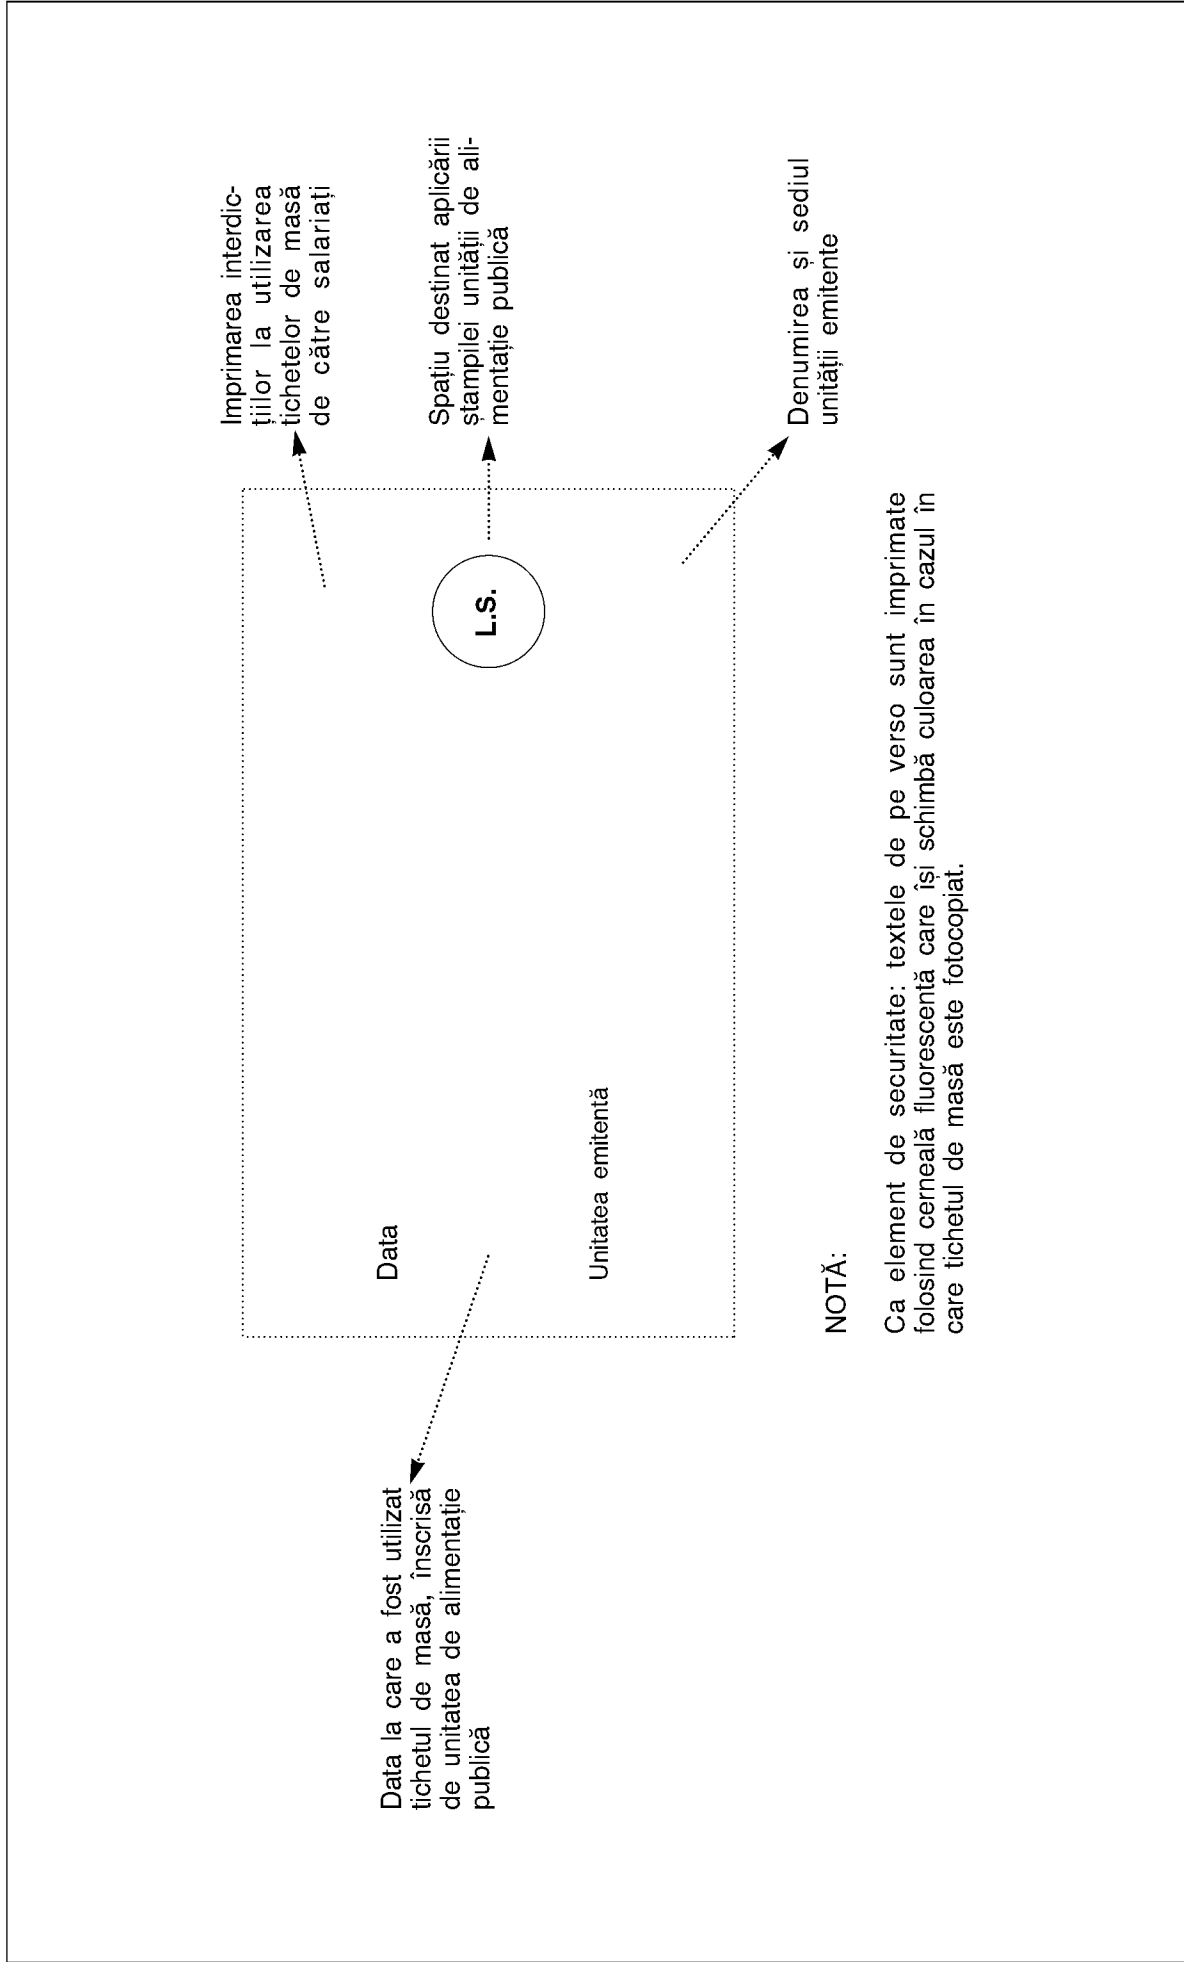 Imprimarea interdic-
țiilor la utilizarea
tichetelor de masă
de către salariați
Data la care a fost utilizat
tichetul de masă, înscrisă
de unitatea de alimentație
publică
Data
L.S.
Spațiu destinat aplicării
ștampilei unității de ali-
mentație publică
Unitatea emitentă
Denumirea și sediul
unității emitente
NOTĂ:
Ca element de securitate: textele de pe verso sunt imprimate
folosind cerneală fluorescentă care își schimbă culoarea în cazul în
care tichetul de masă este fotocopiat.